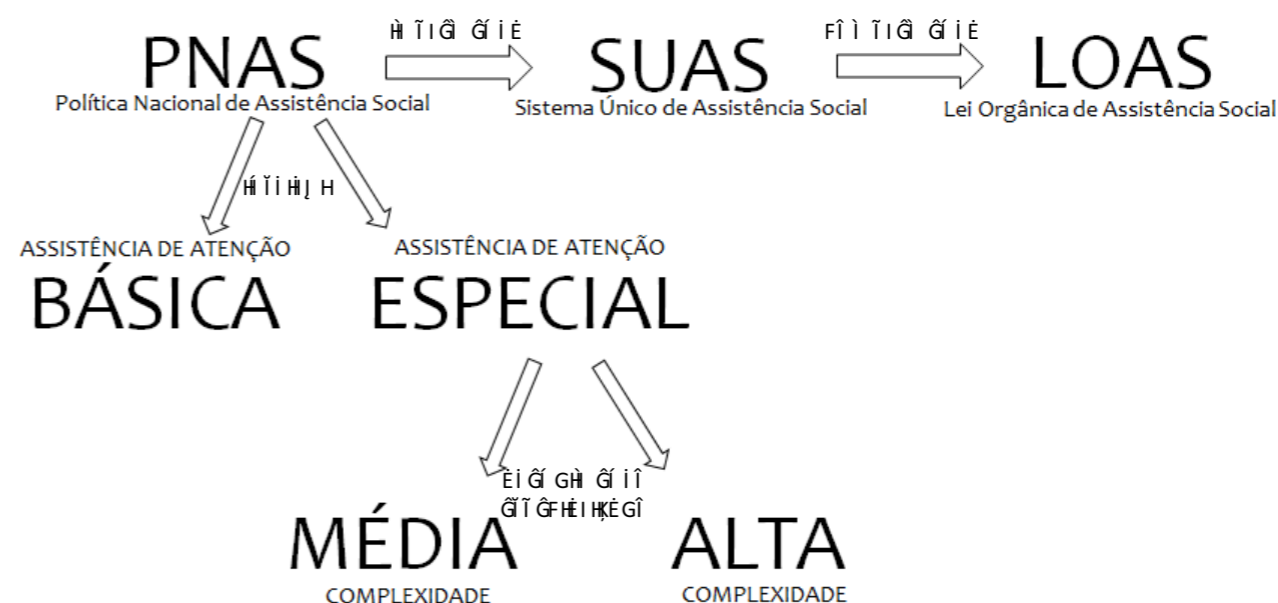 PNAS
SUAS
LOAS
Política Nacional de Assistência Social
Sistema Único de Assistência Social
Lei Orgânica de Assistência Social
ASSISTÊNCIA DE ATENÇÃO
BÁSICA
ASSISTÊNCIA DE ATENÇÃO
ESPECIAL
MÉDIA
COMPLEXIDADE
ALTA
COMPLEXIDADE